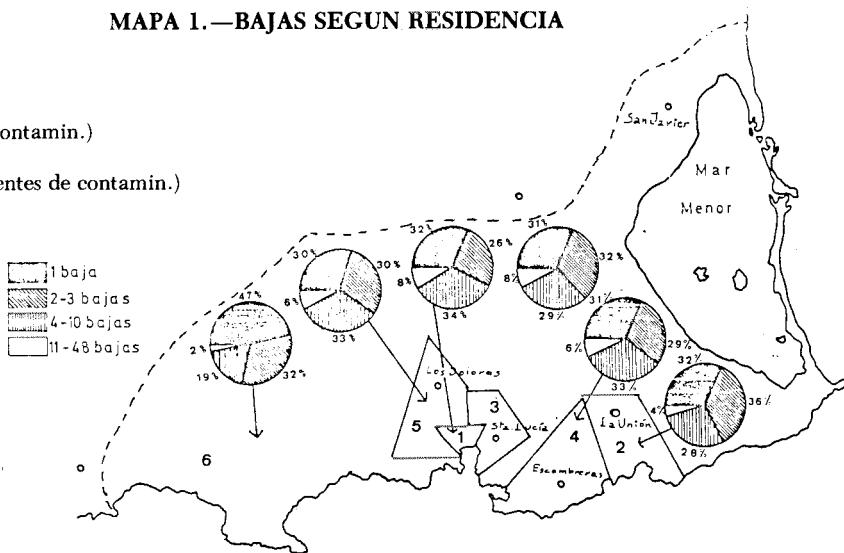 MAPA 1.—BAJAS SEGUN RESIDENCIA
ontamin.)
entes de contamin.)
1 baja
2-3 bajas
4-10 bajas
11-48 bajas
San Javier
Mar
Menor
47%
2%
19%
32%
30%
30%
6%
33%
32%
26%
8%
34%
31%
32%
8%
29%
31%
29%
6%
33%
32%
36%
4%
28%
Los Dolores
5
3
1
Sta. Lucía
La Unión
4
2
Escombreras
6